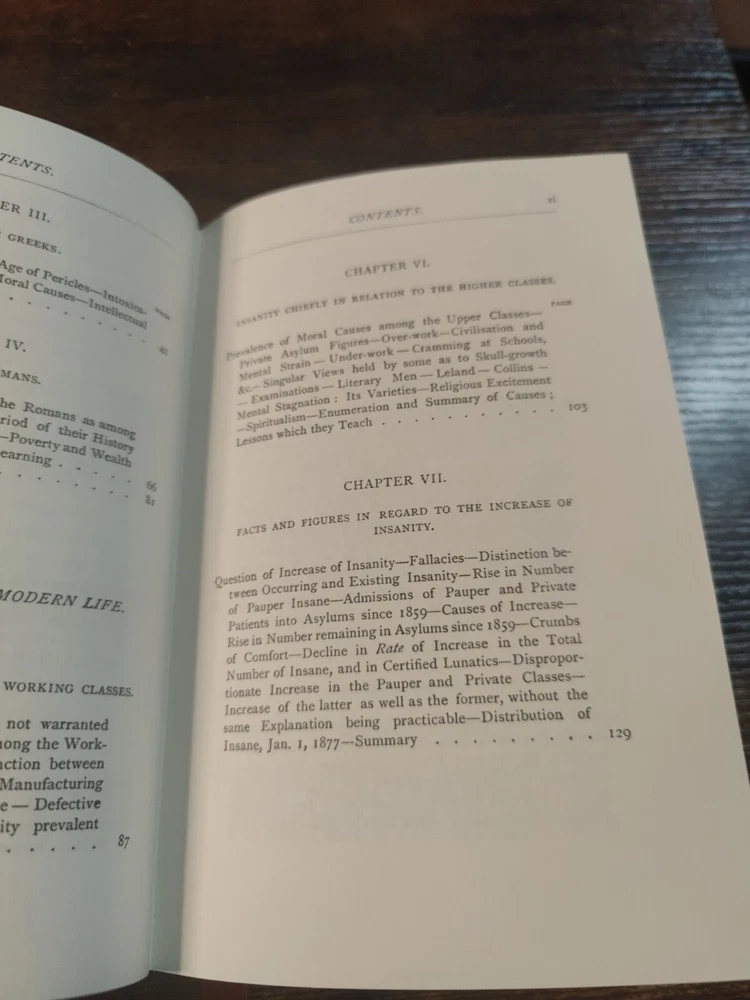 TENTS.
ER III.
GREEKS.
Age of Pericles—Intoxica-
Moral Causes—Intellectual
. . . . . . . .
IV.
MANS.
he Romans as among
riod of their History
—Poverty and Wealth
earning . . . . . 66
. . . . . . . . 81
MODERN LIFE.
WORKING CLASSES.
not warranted
ong the Work-
ction between
Manufacturing
e — Defective
ity prevalent
. . . . . 87
CONTENTS. xi
CHAPTER VI.
INSANITY CHIEFLY IN RELATION TO THE HIGHER CLASSES.
PAGE
Prevalence of Moral Causes among the Upper Classes—
Private Asylum Figures—Over-work—Civilisation and
Mental Strain — Under-work — Cramming at Schools,
&c.— Singular Views held by some as to Skull-growth
— Examinations — Literary Men — Leland — Collins —
Mental Stagnation : Its Varieties—Religious Excitement
—Spiritualism—Enumeration and Summary of Causes ;
Lessons which they Teach . . . . . . . . . . 103
CHAPTER VII.
FACTS AND FIGURES IN REGARD TO THE INCREASE OF
INSANITY.
Question of Increase of Insanity—Fallacies—Distinction be-
tween Occurring and Existing Insanity—Rise in Number
of Pauper Insane—Admissions of Pauper and Private
Patients into Asylums since 1859—Causes of Increase—
Rise in Number remaining in Asylums since 1859—Crumbs
of Comfort—Decline in Rate of Increase in the Total
Number of Insane, and in Certified Lunatics—Dispropor-
tionate Increase in the Pauper and Private Classes—
Increase of the latter as well as the former, without the
same Explanation being practicable—Distribution of
Insane, Jan. 1, 1877—Summary . . . . . . . . . 129